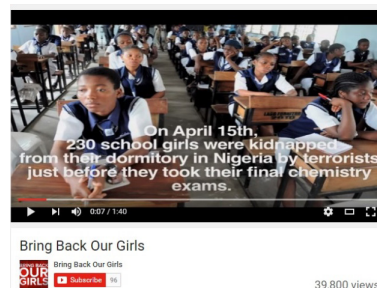 On April 15th,
230 school girls were kidnapped
from their dormitory in Nigeria by terrorists
just before they took their final chemistry
exams.
0:07 / 1:40
Bring Back Our Girls
BRING BACK
OUR
GIRLS
Bring Back Our Girls
Subscribe 96
39,800 views